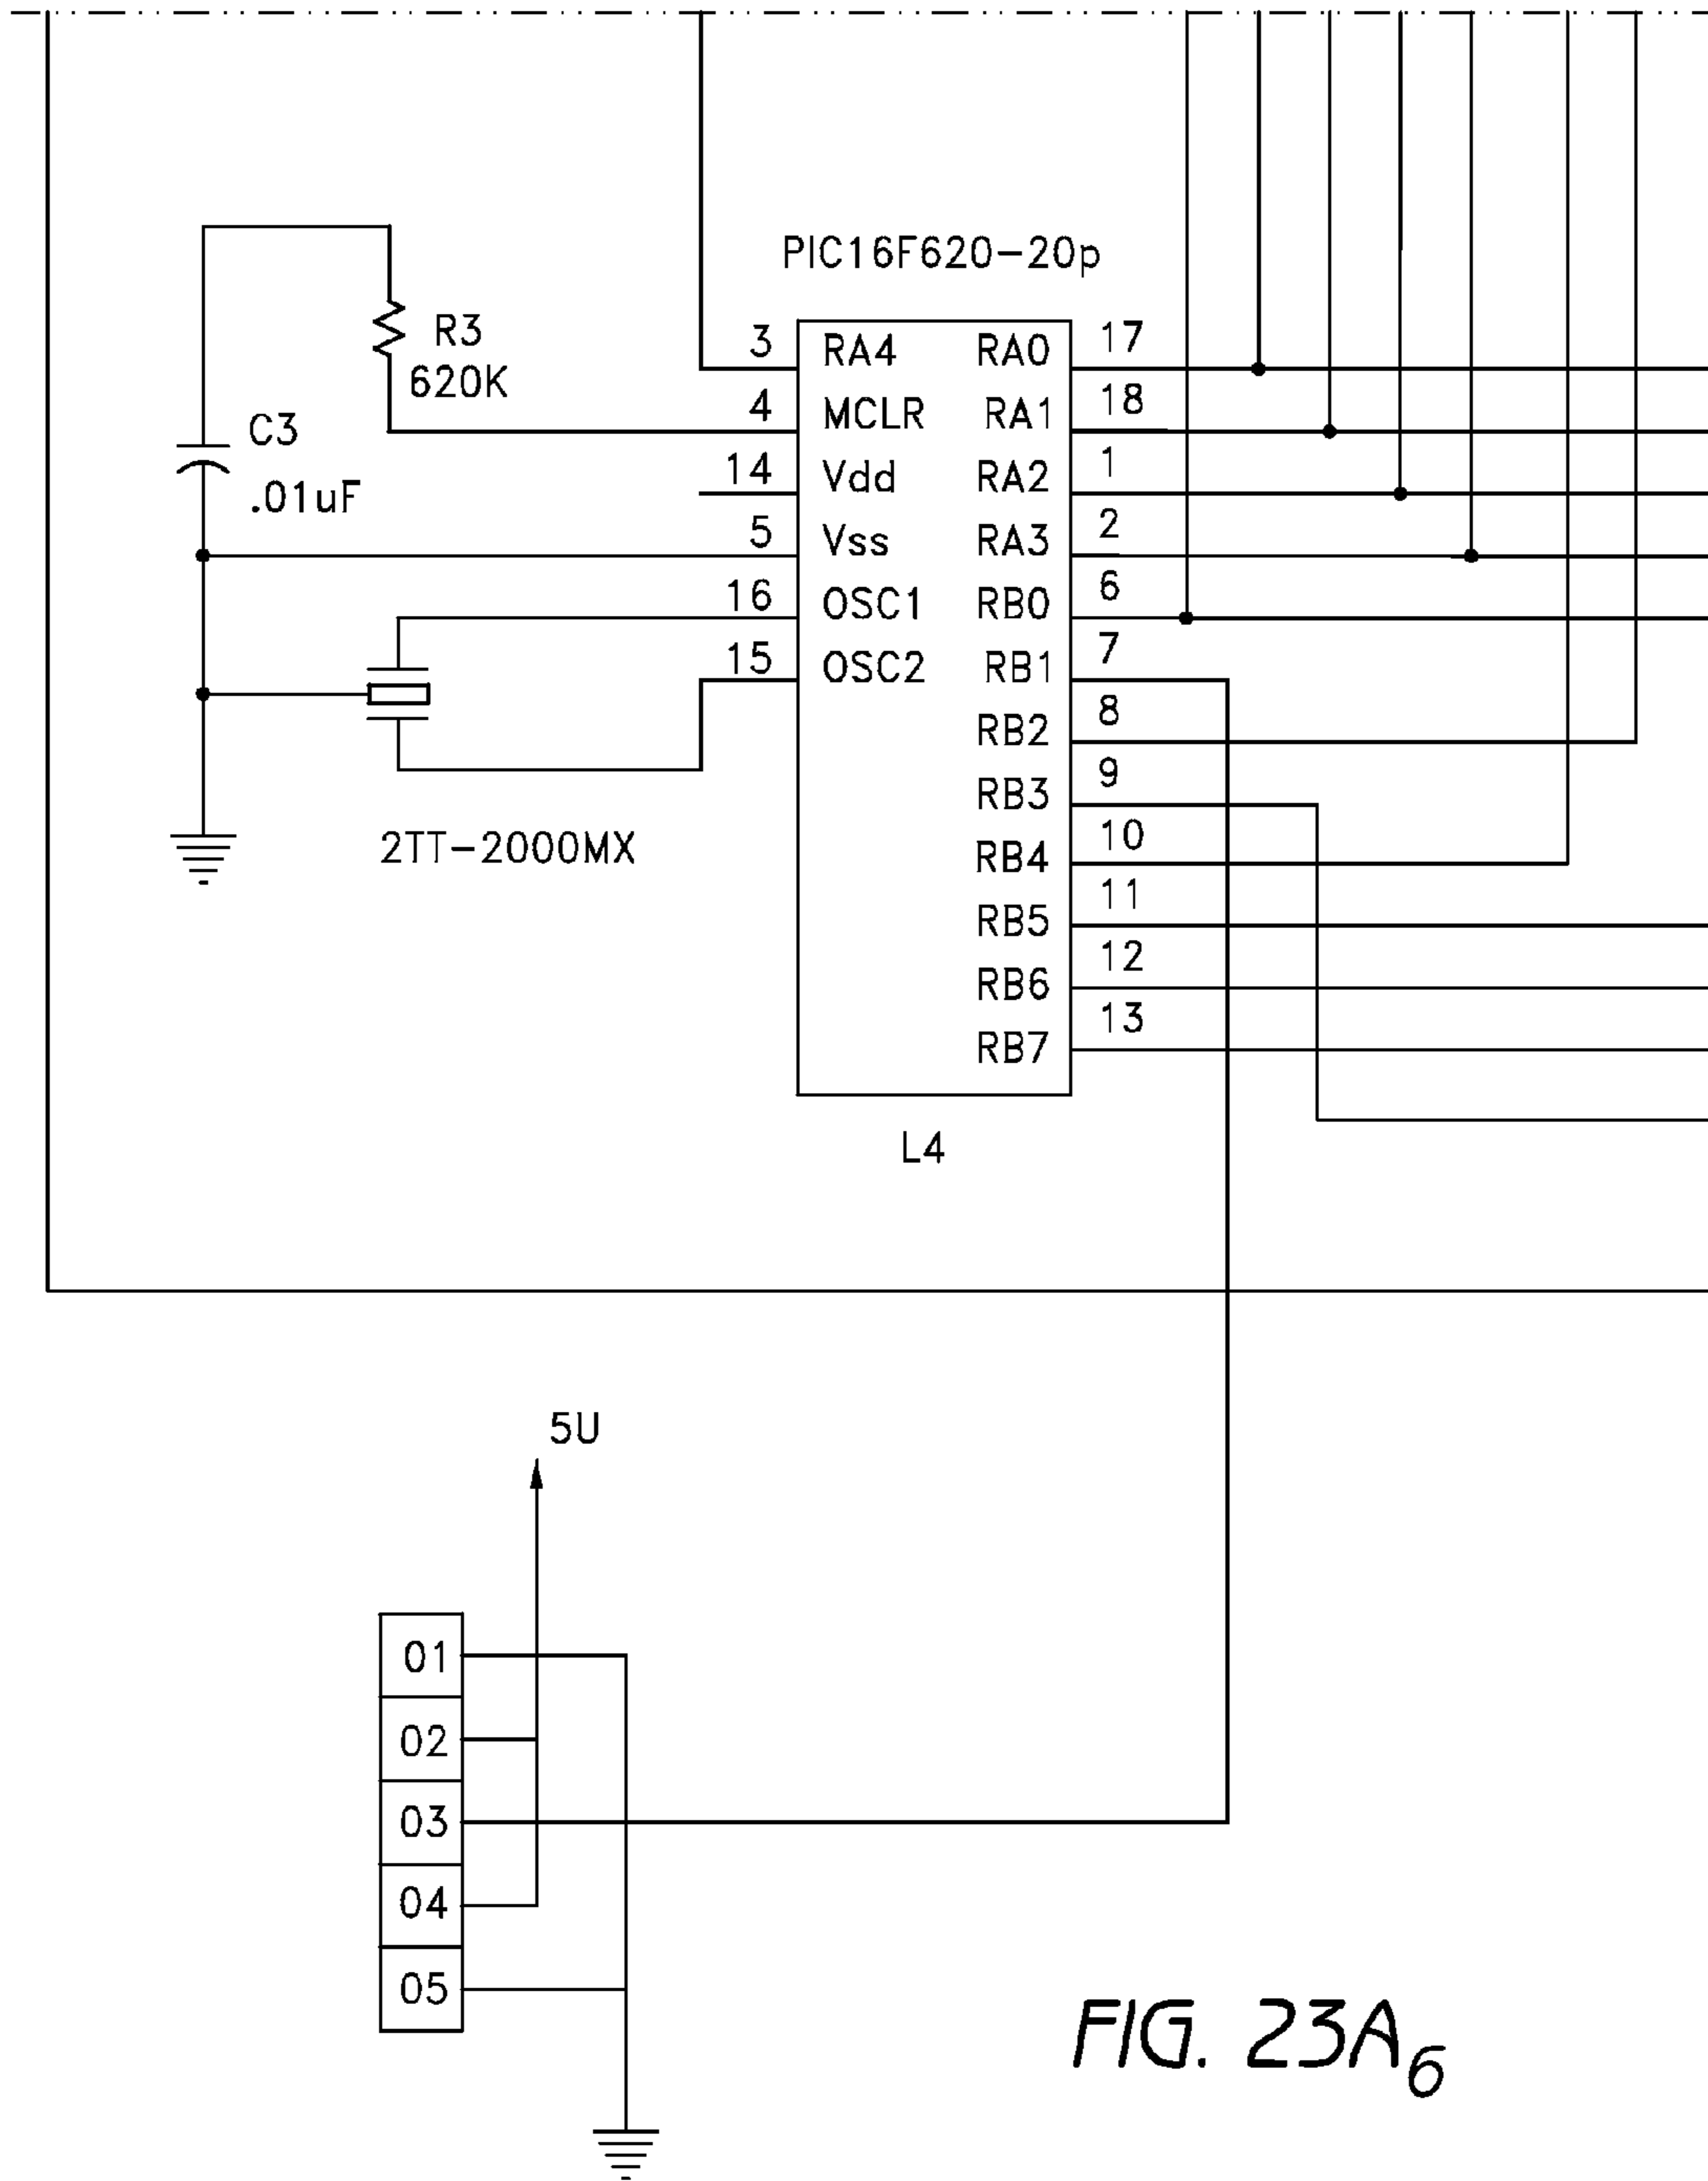 PIC16F620-20p
R3
620K
C3
.01uF
3 RA4 RA0 17
4 MCLR RA1 18
14 Vdd RA2 1
5 Vss RA3 2
16 OSC1 RB0 6
15 OSC2 RB1 7
RB2 8
RB3 9
RB4 10
RB5 11
RB6 12
RB7 13
2TT-2000MX
L4
5U
01
02
03
04
05
FIG. 23A6